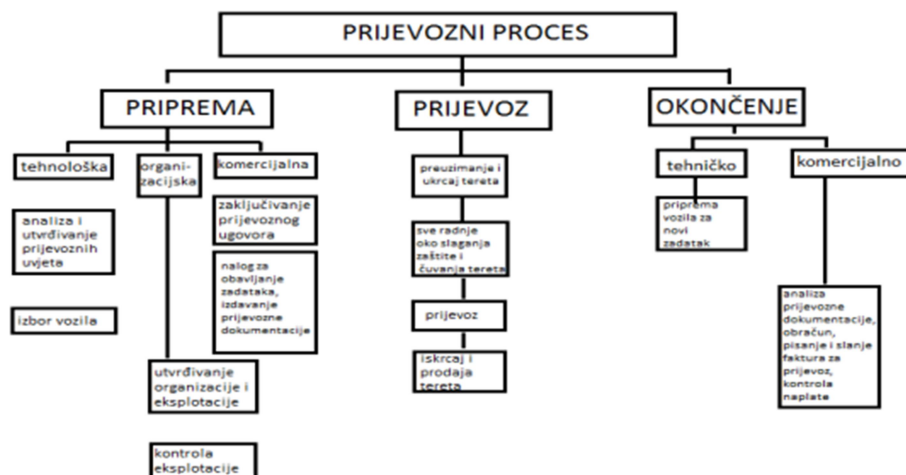 PRIJEVOZNI PROCES
PRIPREMA
PRIJEVOZ
OKONČENJE
tehnološka
organi-
zacijska
komercijalna
analiza i
utvrđivanje
prijevoznih
uvjeta
izbor vozila
zaključivanje
prijevoznog
ugovora
nalog za
obavljanje
zadataka,
izdavanje
prijevozne
dokumentacije
utvrđivanje
organizacije i
eksplotacije
kontrola
eksplotacije
preuzimanje i
ukrcaj tereta
sve radnje
oko slaganja
zaštite i
čuvanja tereta
prijevoz
iskrcaj i
prodaja
tereta
tehničko
komercijalno
priprema
vozila za
novi
zadatak
analiza
prijevozne
dokumentacije,
obračun,
pisanje i slanje
faktura za
prijevoz,
kontrola
naplate